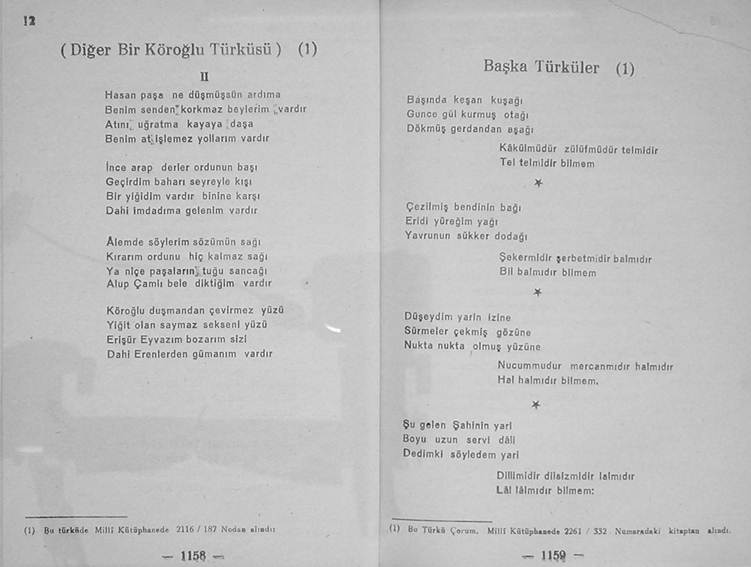 12
( Diğer Bir Köroğlu Türküsü ) (1)
II
Hasan paşa ne düşmüşsün ardıma
Benim senden korkmaz beylerim vardır
Atını uğratma kayaya daşa
Benim at işlemez yollarım vardır
İnce arap derler ordunun başı
Geçirdim baharı seyreyle kışı
Bir yiğidim vardır binine karşı
Dahi imdadıma gelenim vardır
Âlemde söylerim sözümün sağı
Kırarım ordunu hiç kalmaz sağı
Ya niçe paşaların tuğu sancağı
Alup Çamlı bele diktiğim vardır
Köroğlu duşmandan çevirmez yüzü
Yiğit olan saymaz sekseni yüzü
Erişür Eyvazım bozarım sizi
Dahi Erenlerden gümanım vardır
(1) Bu türküde Milli Kütüphanede 2116 / 187 Nodan alındı
— 1158 —
Başka Türküler (1)
Başında keşan kuşağı
Gunce gül kurmuş otağı
Dökmüş gerdandan aşağı
Kâkülmüdür zülüfmüdür telmidir
Tel telmidir bilmem
*
Çezilmiş bendinin bağı
Eridi yüreğim yağı
Yavrunun sükker dodağı
Şekermidir şerbetmidir balmıdır
Bil balmıdır bilmem
*
Düşeydim yarin izine
Sürmeler çekmiş gözüne
Nukta nukta olmuş yüzüne
Nucummudur mercanmıdır halmıdır
Hal halmıdır bilmem.
*
Şu gelen Şahinin yari
Boyu uzun servi dâli
Dedimki söyledem yari
Dillimidir dilsizmidir lalmıdır
Lâl lâlmıdır bilmem:
(1) Bu Türkü Çorum. Milli Kütüphanede 2261 / 332 Numaradaki kitaptan alındı.
— 1159 —